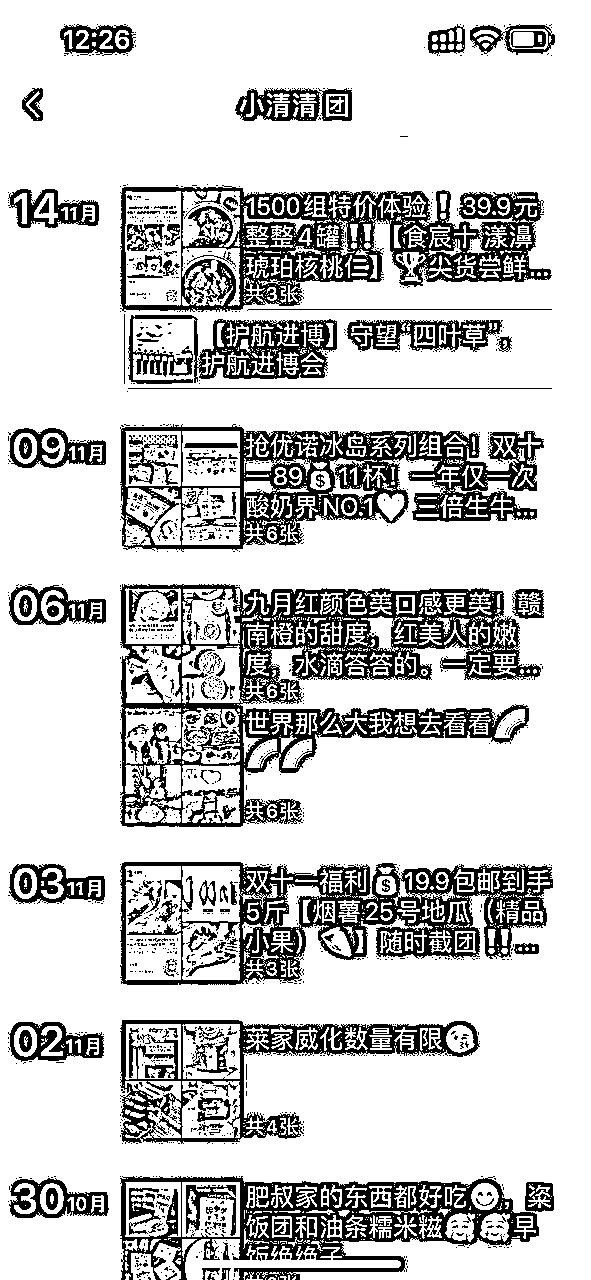 12:26
小清清 团
14 11月
1500组特价体验❗39.9元
整整4罐‼️【食宸十漾濞
琥珀核桃仁】🏆尖货尝鲜...
共3张
【护航进博】守望“四叶草”，
护航进博会
09 11月
抢优诺冰岛系列组合！双十
一89💰11杯！一年仅一次
酸奶界NO.1♥ 三倍生牛...
共6张
06 11月
九月红颜色美口感更美！赣
南橙的甜度，红美人的嫩
度，水滴答答的。一定要...
共6张
世界那么大我想去看看🌈
🌈🌈
共6张
03 11月
双十一福利💰19.9包邮到手
5斤【烟薯25号地瓜（精品
小果）🍠】随时截团‼️...
共3张
02 11月
莱家威化数量有限😘
共4张
30 10月
肥叔家的东西都好吃😊，粢
饭团和油条糯米糍🥰🥰早
饭绝绝子